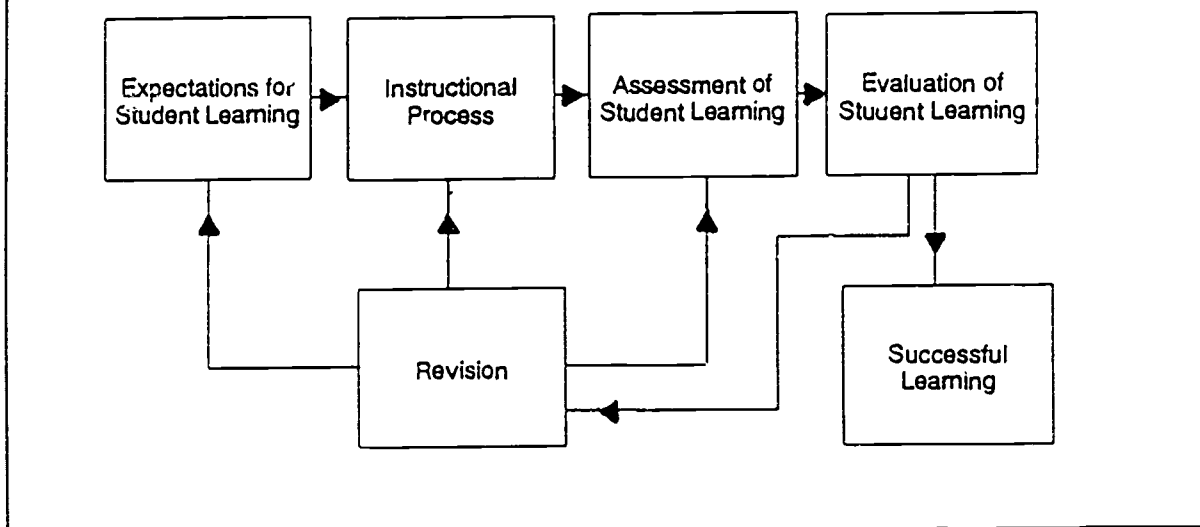 Expectations for
Student Learning
Instructional
Process
Assessment of
Student Learning
Evaluation of
Stuuent Learning
Revision
Successful
Learning